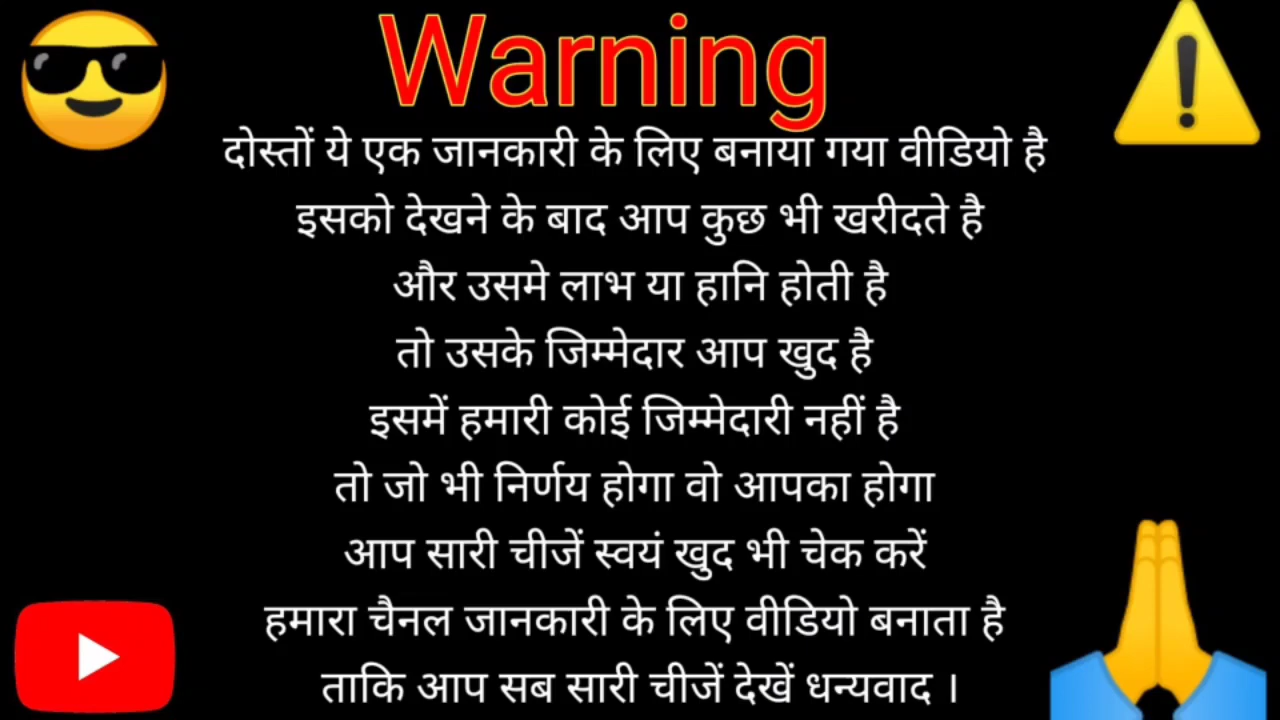 Warning
दोस्तों ये एक जानकारी के लिए बनाया गया वीडियो है
इसको देखने के बाद आप कुछ भी खरीदते है
और उसमे लाभ या हानि होती है
तो उसके जिम्मेदार आप खुद है
इसमें हमारी कोई जिम्मेदारी नहीं है
तो जो भी निर्णय होगा वो आपका होगा
आप सारी चीजें स्वयं खुद भी चेक करें
हमारा चैनल जानकारी के लिए वीडियो बनाता है
ताकि आप सब सारी चीजें देखें धन्यवाद ।